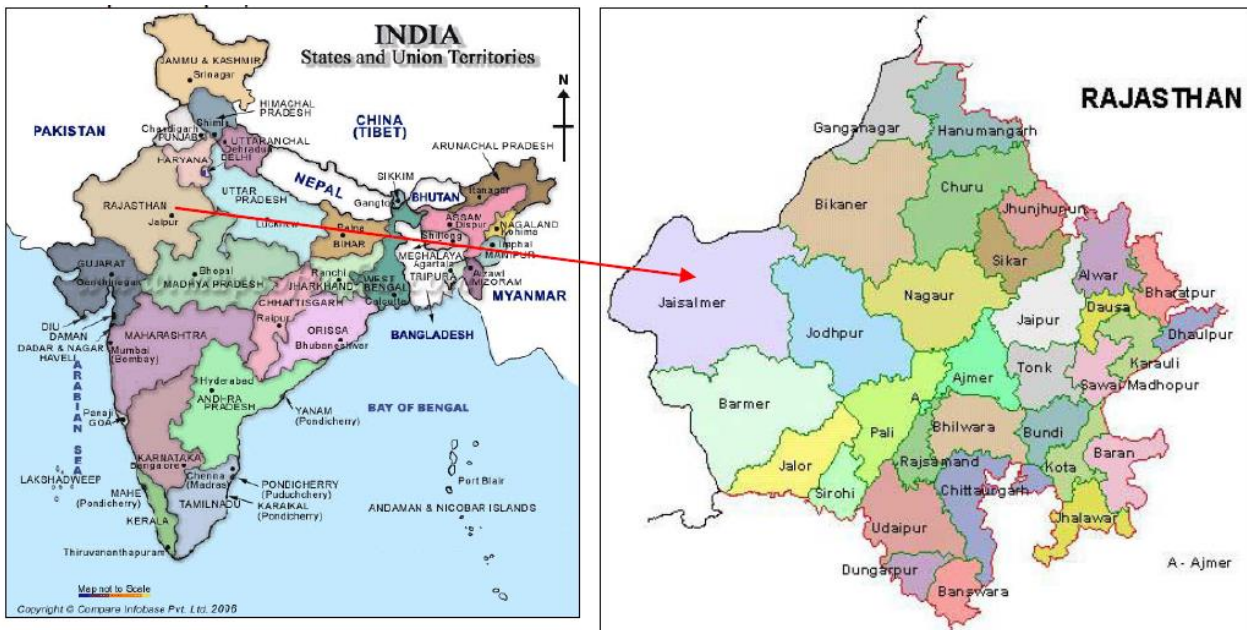 INDIA
States and Union Territories
N
JAMMU & KASHMIR
Srinagar
HIMACHAL
PRADESH
Shimla
PAKISTAN
CHINA
(TIBET)
Chandigarh
PUNJAB
UTTARANCHAL
Dehradun
HARYANA
DELHI
ARUNACHAL PRADESH
NEPAL
SIKKIM
Gangtok
BHUTAN
Itanagar
RAJASTHAN
Jaipur
UTTAR
PRADESH
ASSAM
Dispur
NAGALAND
Kohima
BIHAR
Shillong
MEGHALAYA
Imphal
MANIPUR
Agartala
TRIPURA
Aizawl
MIZORAM
GUJARAT
Bhopal
MADHYA PRADESH
Ranchi
JHARKHAND
WEST
BENGAL
Calcutta
MYANMAR
CHHATTISGARH
Raipur
BANGLADESH
DIU
DAMAN
DADAR & NAGAR
HAVELI
MAHARASHTRA
Mumbai
(Bombay)
ORISSA
Bhubaneshwar
Hyderabad
ANDHRA
PRADESH
ARABIAN SEA
BAY OF BENGAL
YANAM
(Pondicherry)
Panaji
GOA
KARNATAKA
Bangalore
LAKSHADWEEP
MAHE
(Pondicherry)
Chennai
(Madras)
PONDICHERRY
(Puduchery)
KARAIKAL
(Pondicherry)
TAMILNADU
KERALA
Thiruvananthapuram
Port Blair
ANDAMAN & NICOBAR ISLANDS
Map not to Scale
Copyright © Compare Infobase Pvt. Ltd. 2006
RAJASTHAN
Ganganagar
Hanumangarh
Churu
Bikaner
Jhunjhunun
Sikar
Alwar
Jaisalmer
Nagaur
Bharatpur
Jodhpur
Jaipur
Dausa
Dhaulpur
Karauli
Ajmer
Tonk
Sawai Madhopur
Barmer
A
Pali
Bhilwara
Bundi
Baran
Jalor
Rajsamand
Kota
Sirohi
Chittaurgarh
Jhalawar
Udaipur
Dungarpur
A - Ajmer
Banswara